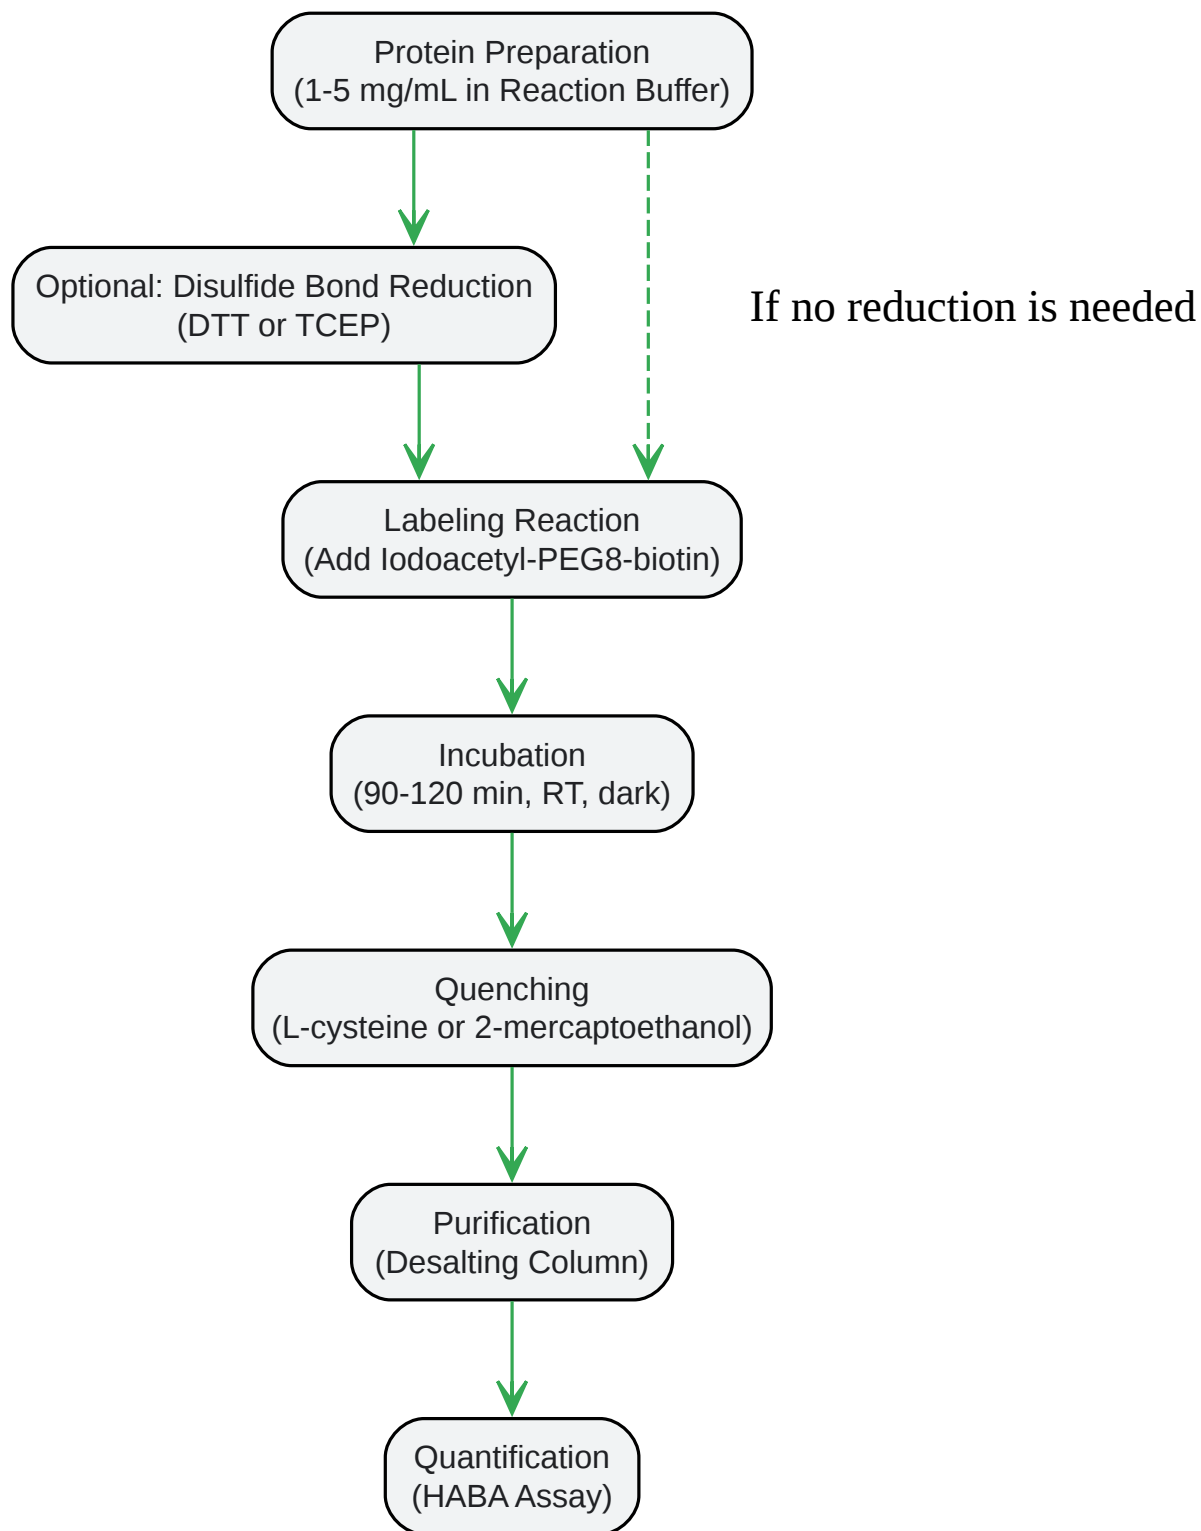 Protein Preparation
(1-5 mg/mL in Reaction Buffer)
Optional: Disulfide Bond Reduction
(DTT or TCEP)
If no reduction is needed
Labeling Reaction
(Add Iodoacetyl-PEG8-biotin)
Incubation
(90-120 min, RT, dark)
Quenching
(L-cysteine or 2-mercaptoethanol)
Purification
(Desalting Column)
Quantification
(HABA Assay)